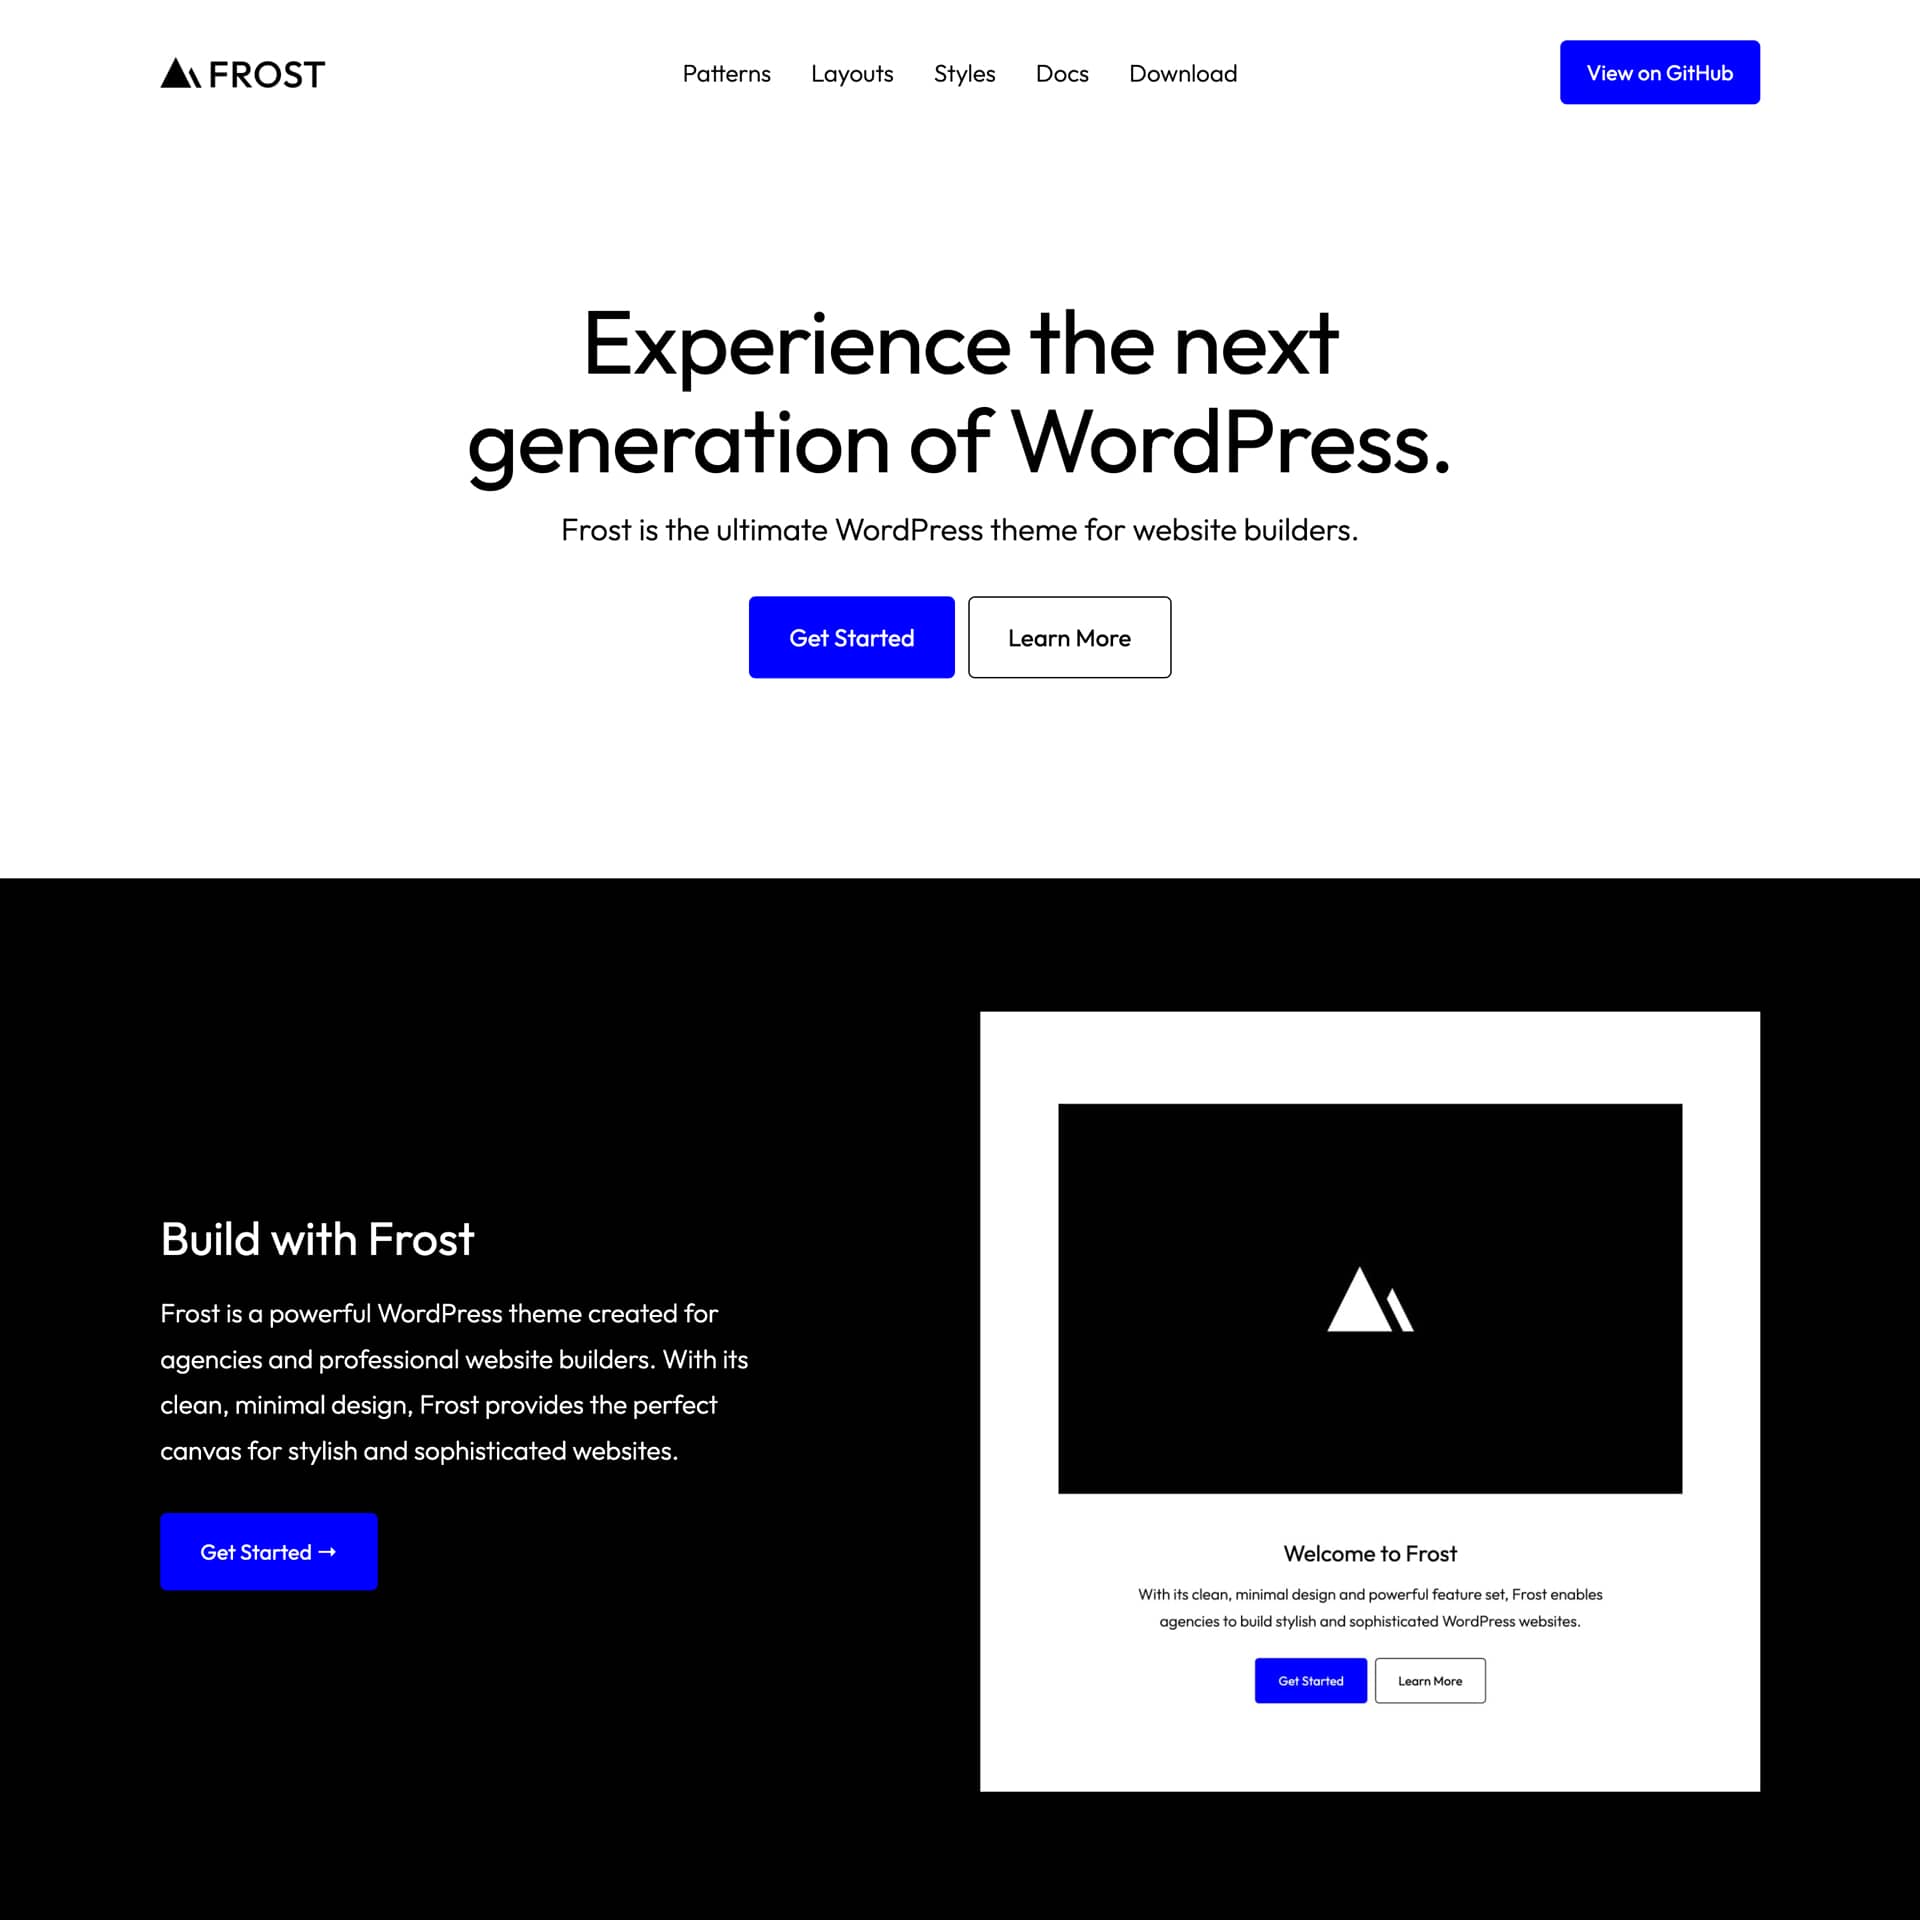 FROST
Patterns
Layouts
Styles
Docs
Download
View on GitHub
Experience the next
generation of WordPress.
Frost is the ultimate WordPress theme for website builders.
Get Started
Learn More
Build with Frost
Frost is a powerful WordPress theme created for
agencies and professional website builders. With its
clean, minimal design, Frost provides the perfect
canvas for stylish and sophisticated websites.
Get Started →
Welcome to Frost
With its clean, minimal design and powerful feature set, Frost enables
agencies to build stylish and sophisticated WordPress websites.
Get Started
Learn More